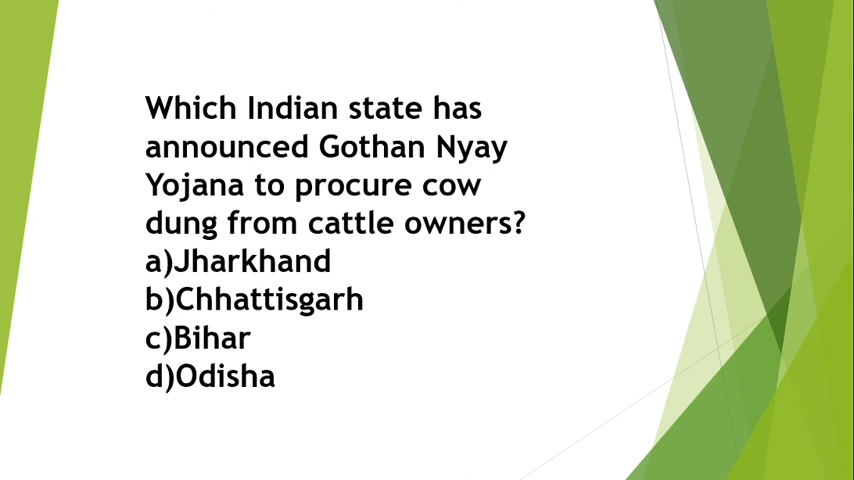 Which Indian state has
announced Gothan Nyay
Yojana to procure cow
dung from cattle owners?
a)Jharkhand
b)Chhattisgarh
c)Bihar
d)Odisha